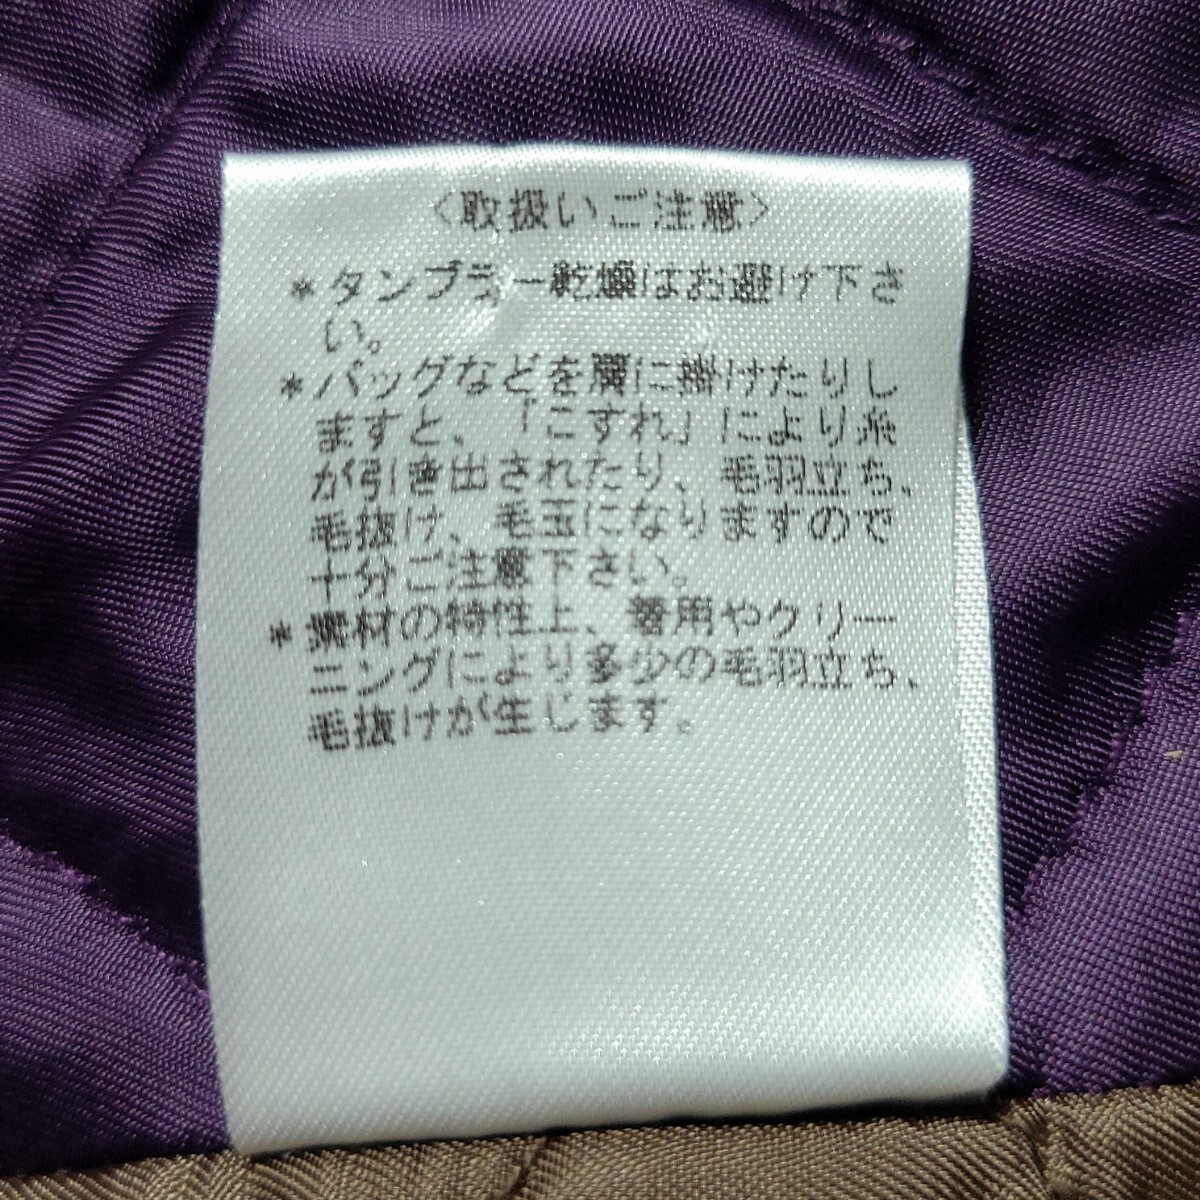 〈取扱いご注意〉
*タンブラー乾燥はお避け下さ
い。
*バッグなどを肩に掛けたりし
ますと、「こすれ」により糸
が引き出されたり、毛羽立ち、
毛抜け、毛玉になりますので
十分ご注意下さい。
*素材の特性上、着用やクリー
ニングにより多少の毛羽立ち、
毛抜けが生じます。